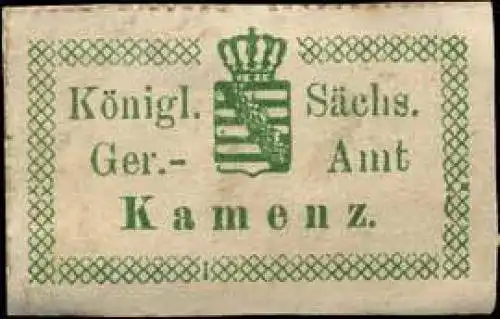 Königl. Sächs.
Ger.- Amt
Kamenz.